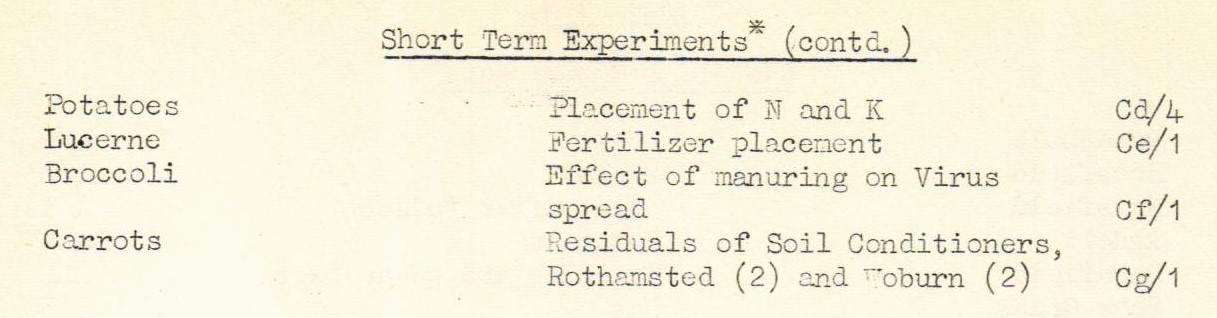 Short Term Experiments* (contd.)
Potatoes Placement of N and K Cd/4
Lucerne Fertilizer placement Ce/1
Broccoli Effect of manuring on Virus
spread Cf/1
Carrots Residuals of Soil Conditioners,
Rothamsted (2) and Woburn (2) Cg/1